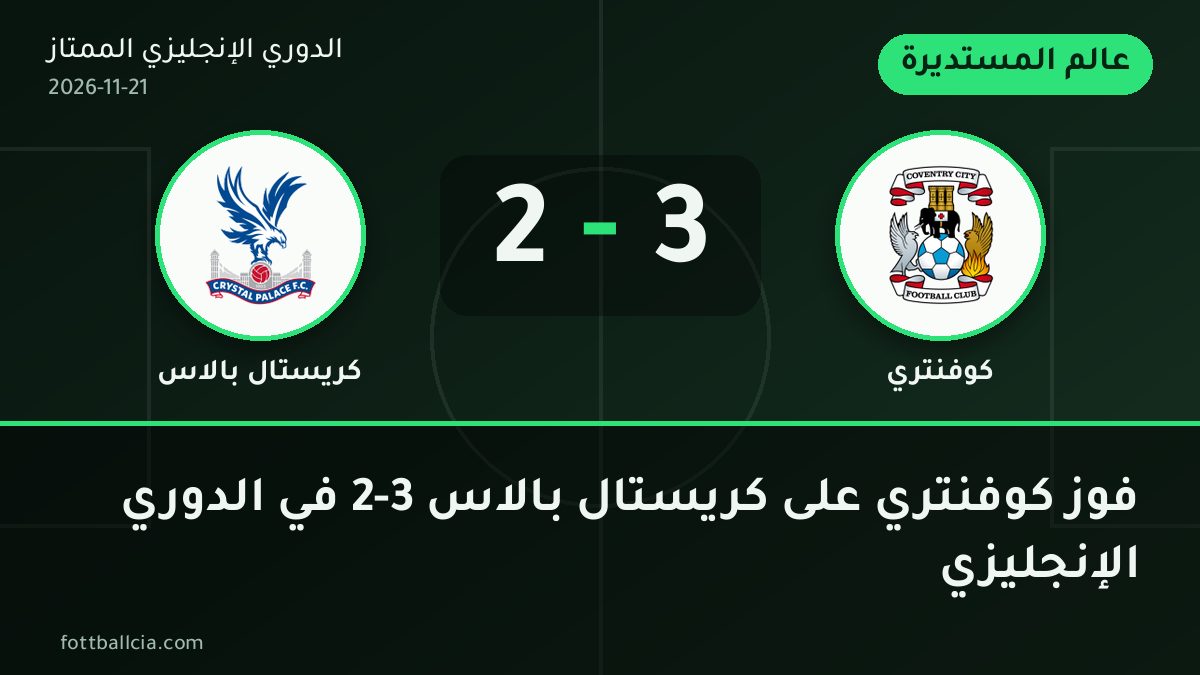 عالم المستديرة
الدوري الإنجليزي الممتاز
2026-11-21
COVENTRY CITY
FOOTBALL CLUB
CRYSTAL PALACE F.C.
2 - 3
كوفنتري
كريستال بالاس
فوز كوفنتري على كريستال بالاس 3-2 في الدوري
الإنجليزي
fottballcia.com